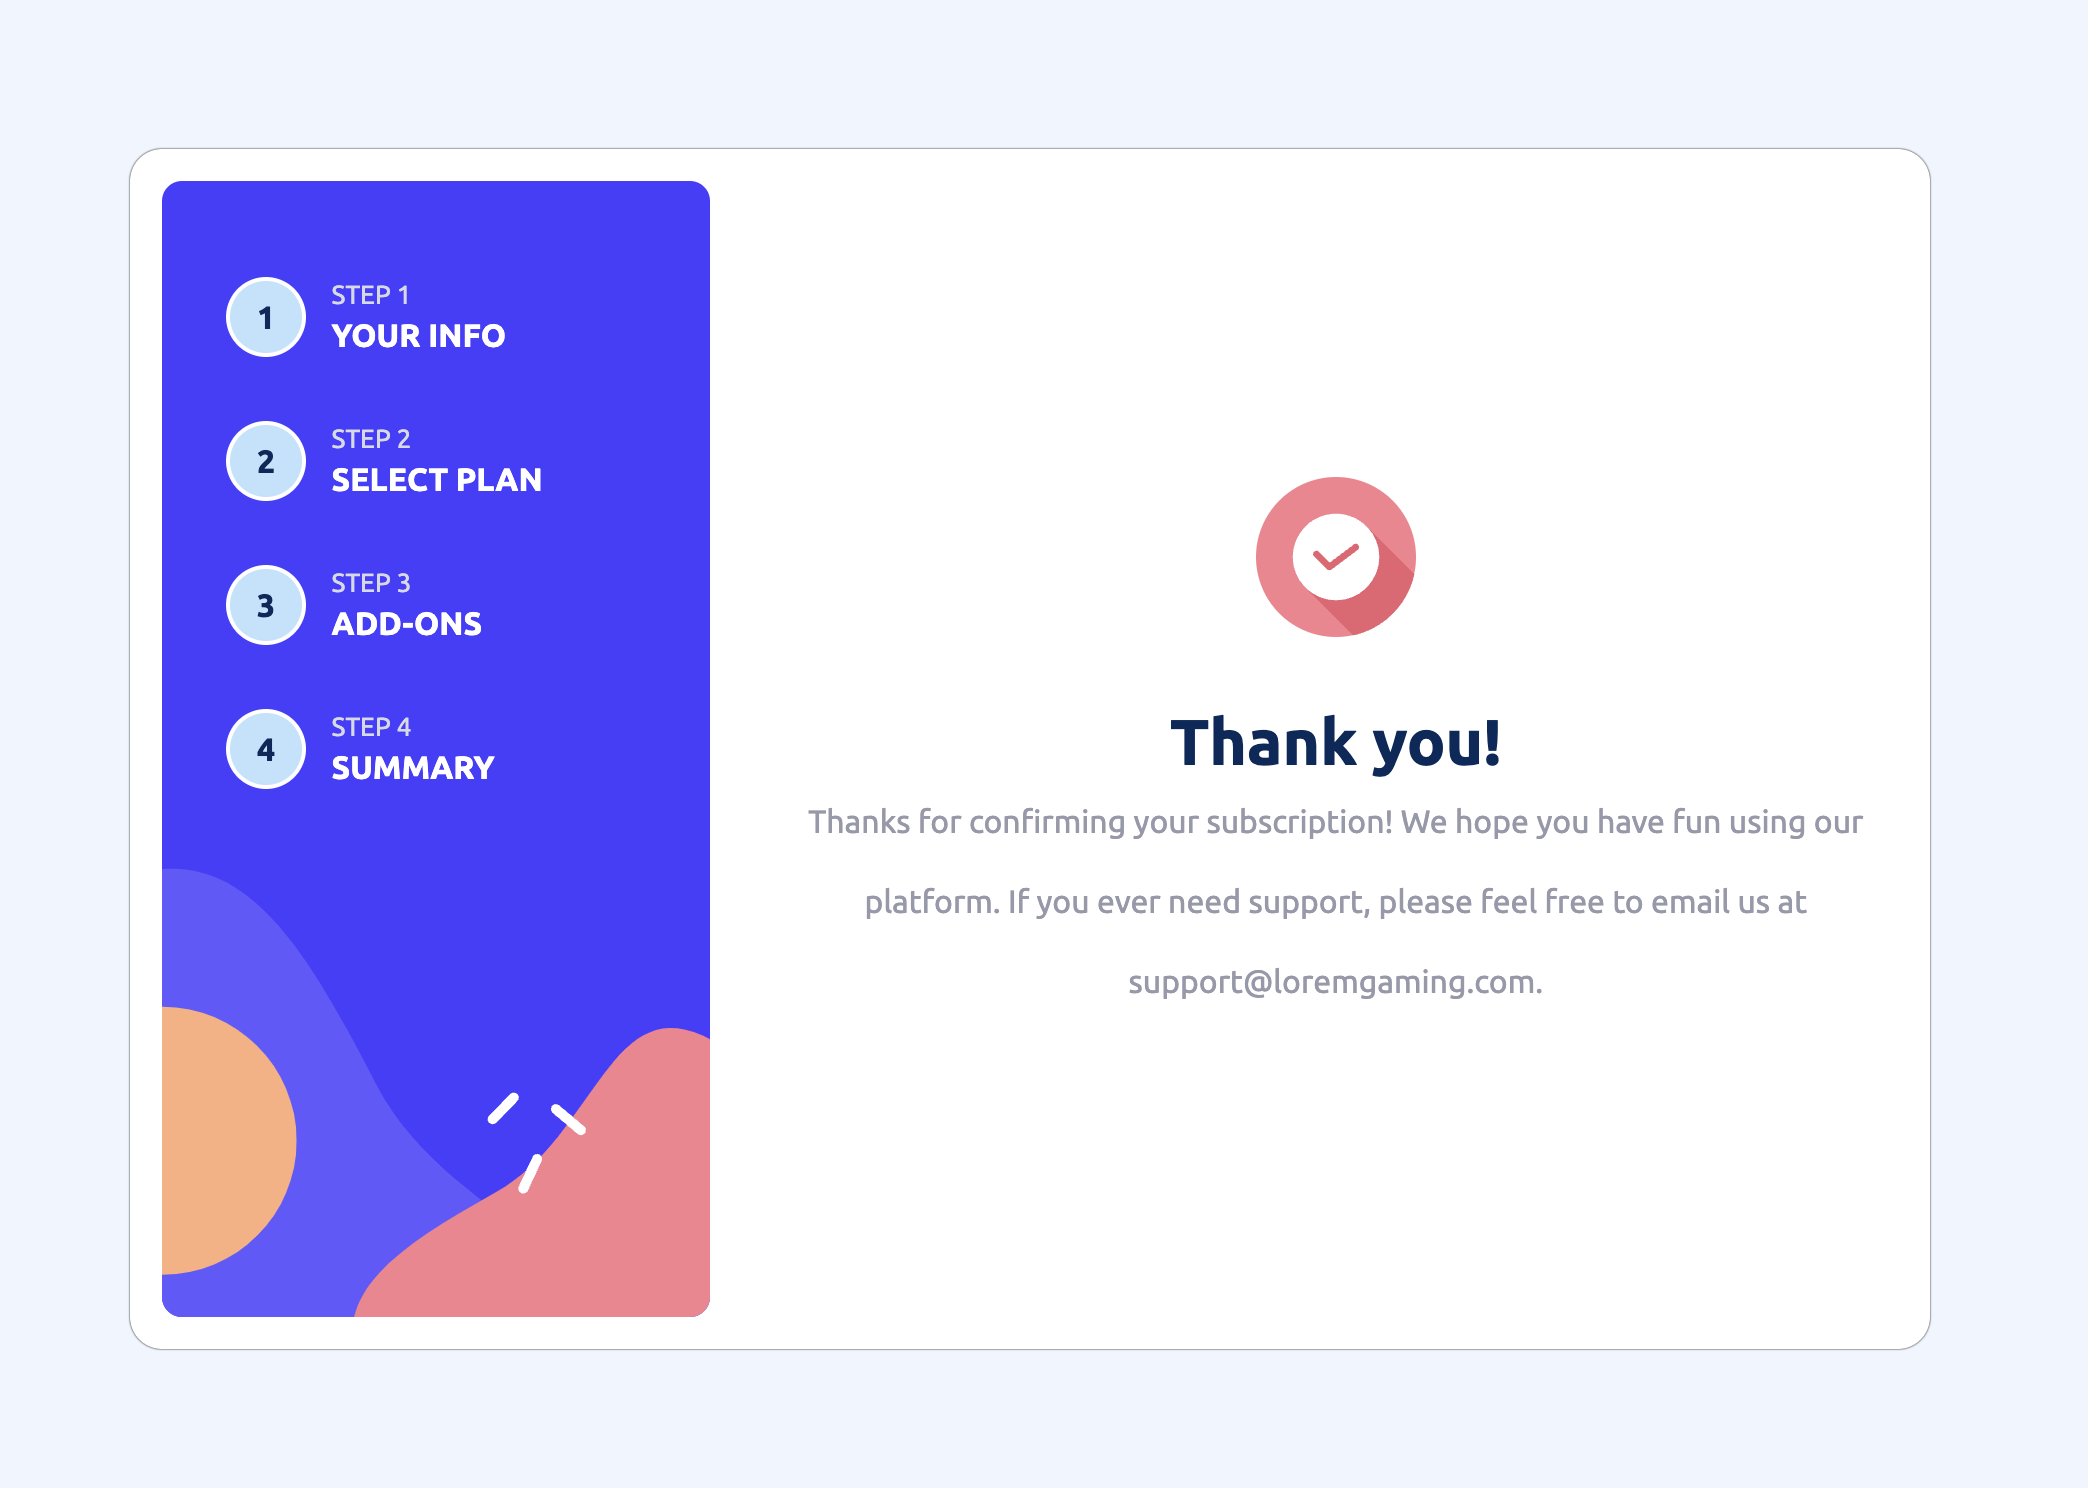 1
STEP 1
YOUR INFO
2
STEP 2
SELECT PLAN
3
STEP 3
ADD-ONS
4
STEP 4
SUMMARY
Thank you!
Thanks for confirming your subscription! We hope you have fun using our
platform. If you ever need support, please feel free to email us at
support@loremgaming.com.